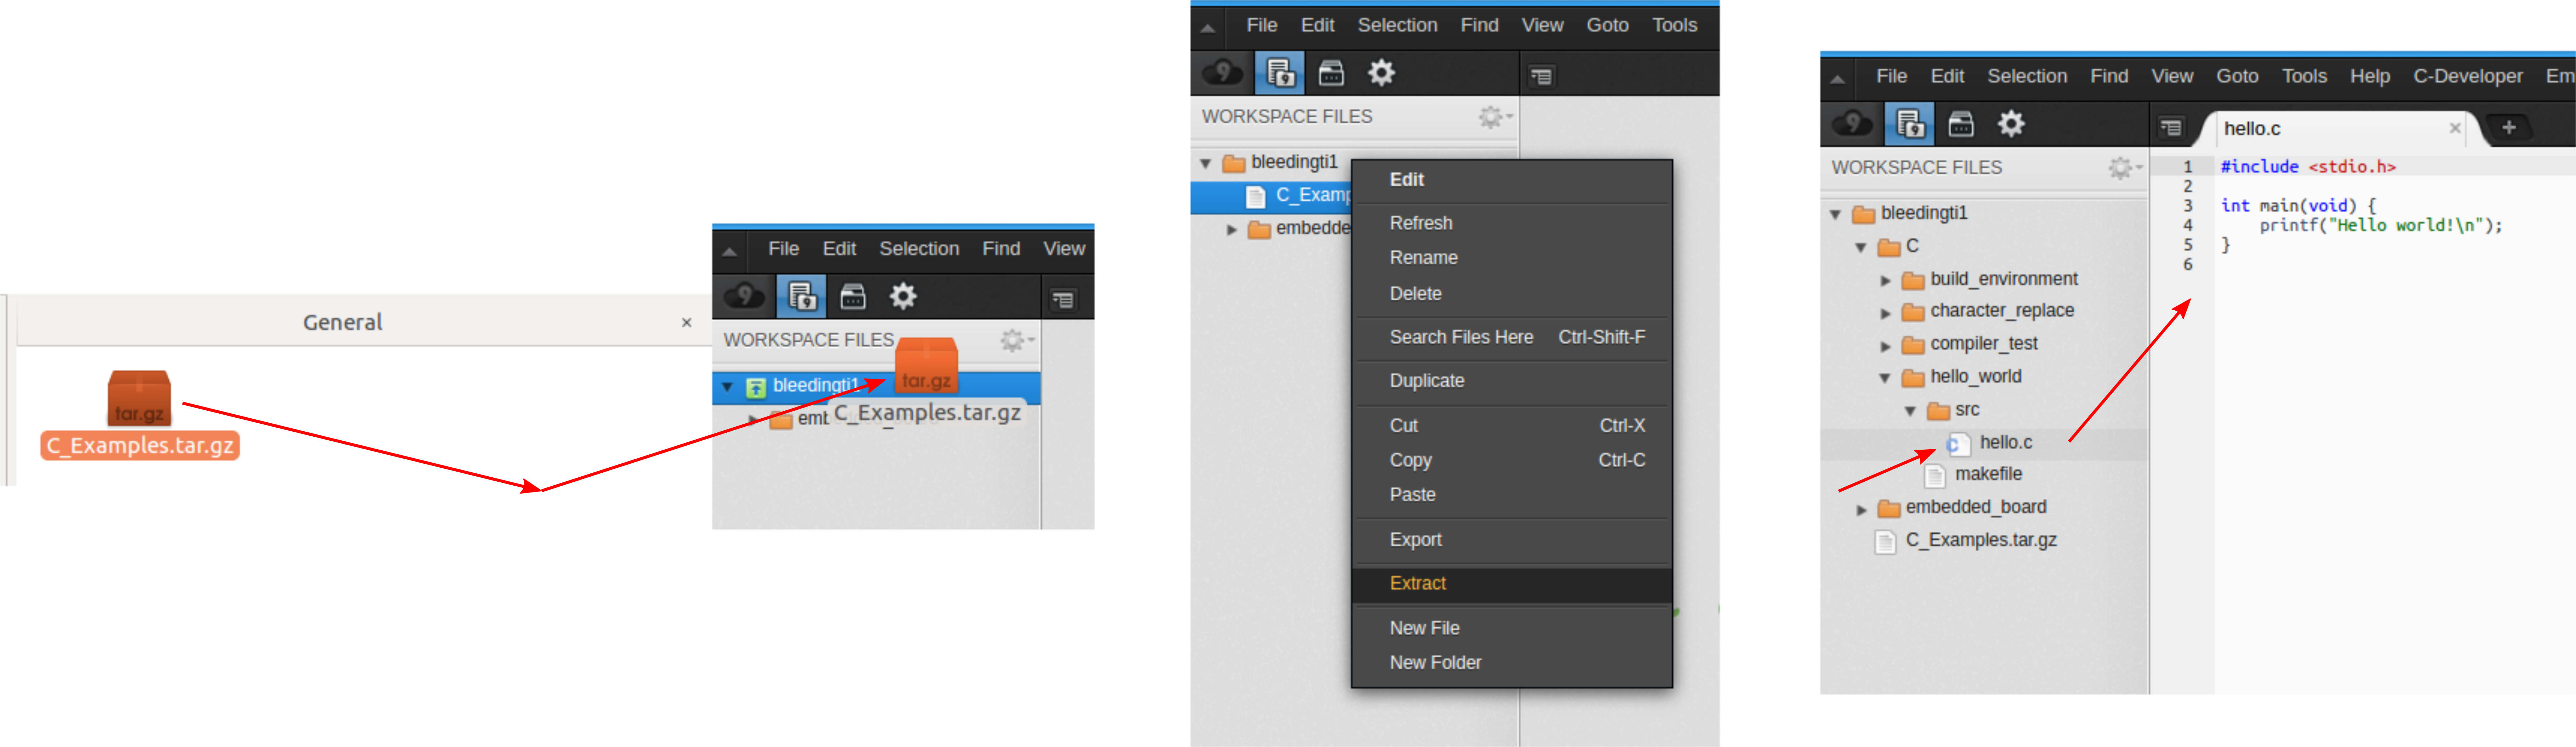 General ×
tar.gz
C_Examples.tar.gz
File Edit Selection Find View
WORKSPACE FILES
bleedingti1
tar.gz
C_Examples.tar.gz
File Edit Selection Find View Goto Tools
WORKSPACE FILES
bleedingti1
C_Examp
embedde
Edit
Refresh
Rename
Delete
Search Files Here Ctrl-Shift-F
Duplicate
Cut Ctrl-X
Copy Ctrl-C
Paste
Export
Extract
New File
New Folder
File Edit Selection Find View Goto Tools Help C-Developer Em
hello.c
WORKSPACE FILES
bleedingti1
C
build_environment
character_replace
compiler_test
hello_world
src
hello.c
makefile
embedded_board
C_Examples.tar.gz
1 #include <stdio.h>
2
3 int main(void) {
4 printf("Hello world!\n");
5 }
6